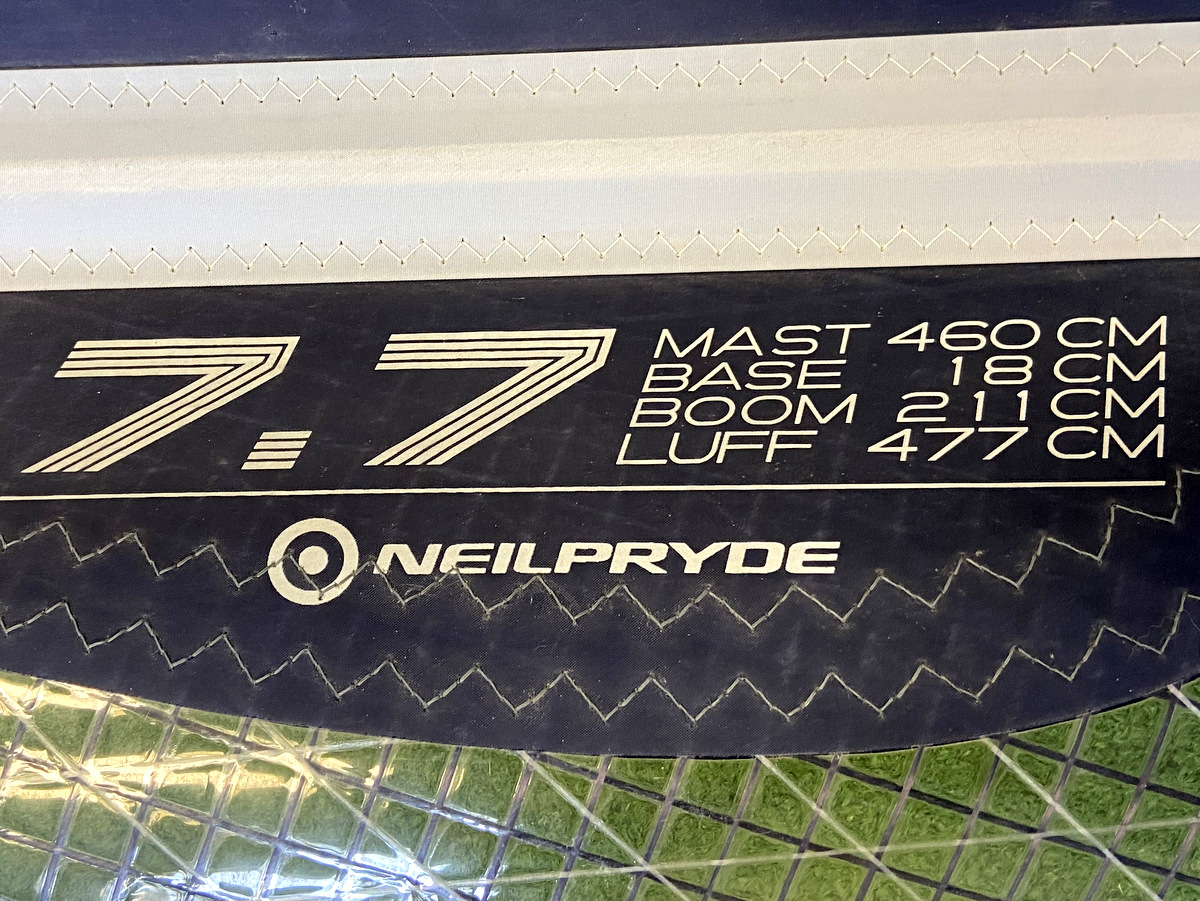 7.7
MAST 460 CM
BASE 18 CM
BOOM 211 CM
LUFF 477 CM
NEILPRYDE